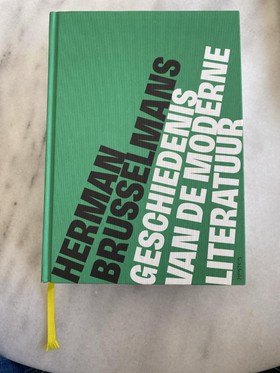 HERMAN
BRUSSELMANS
GESCHIEDENIS
VAN DE MODERNE
LITERATUUR